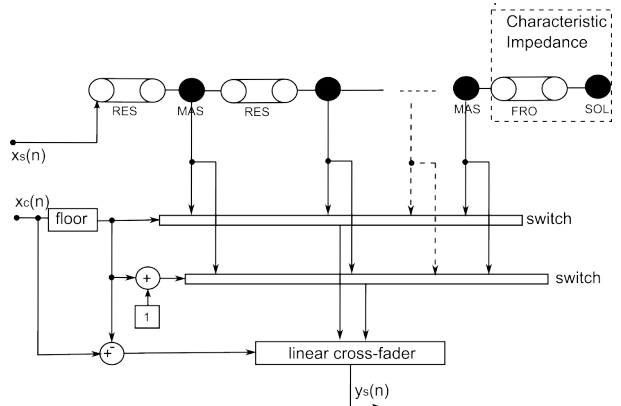 Characteristic
Impedance
RES
MAS
RES
MAS
FRO
SOL
xs(n)
xc(n)
floor
switch
+
switch
1
+
-
linear cross-fader
ys(n)